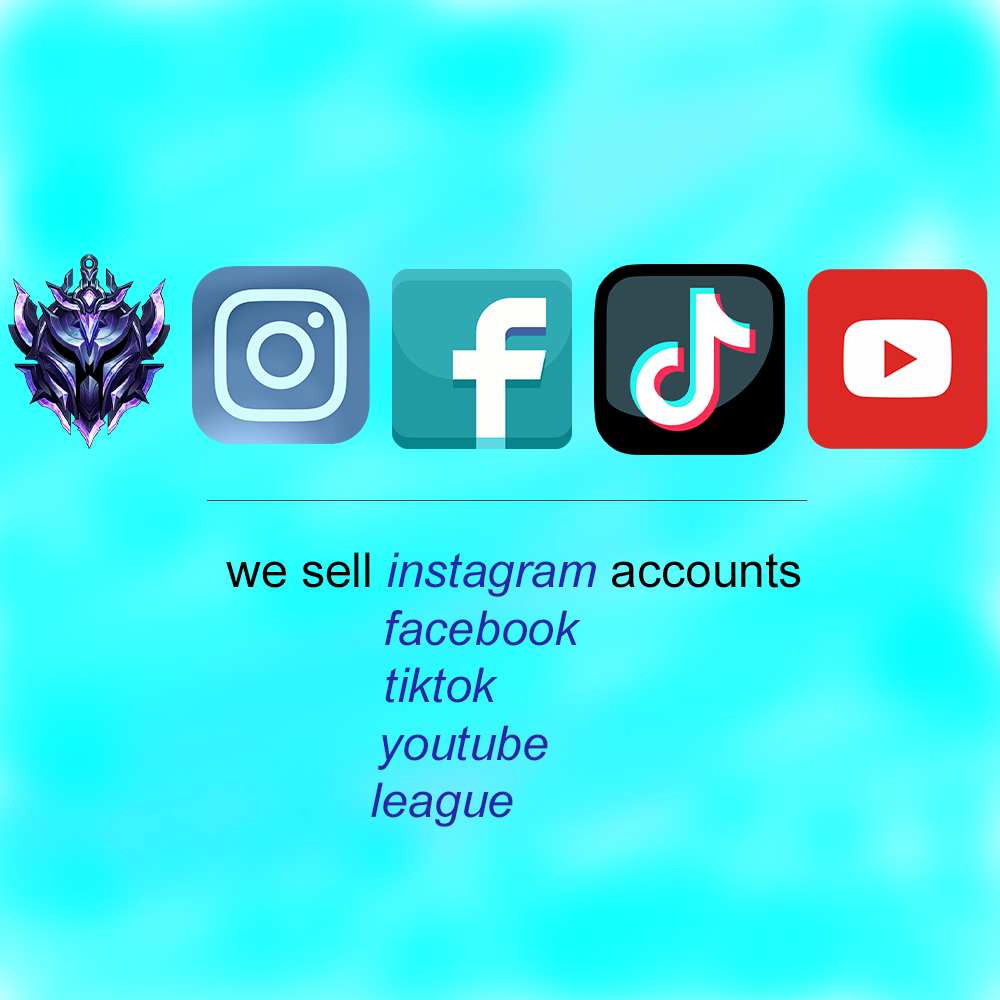 we sell instagram accounts
facebook
tiktok
youtube
league